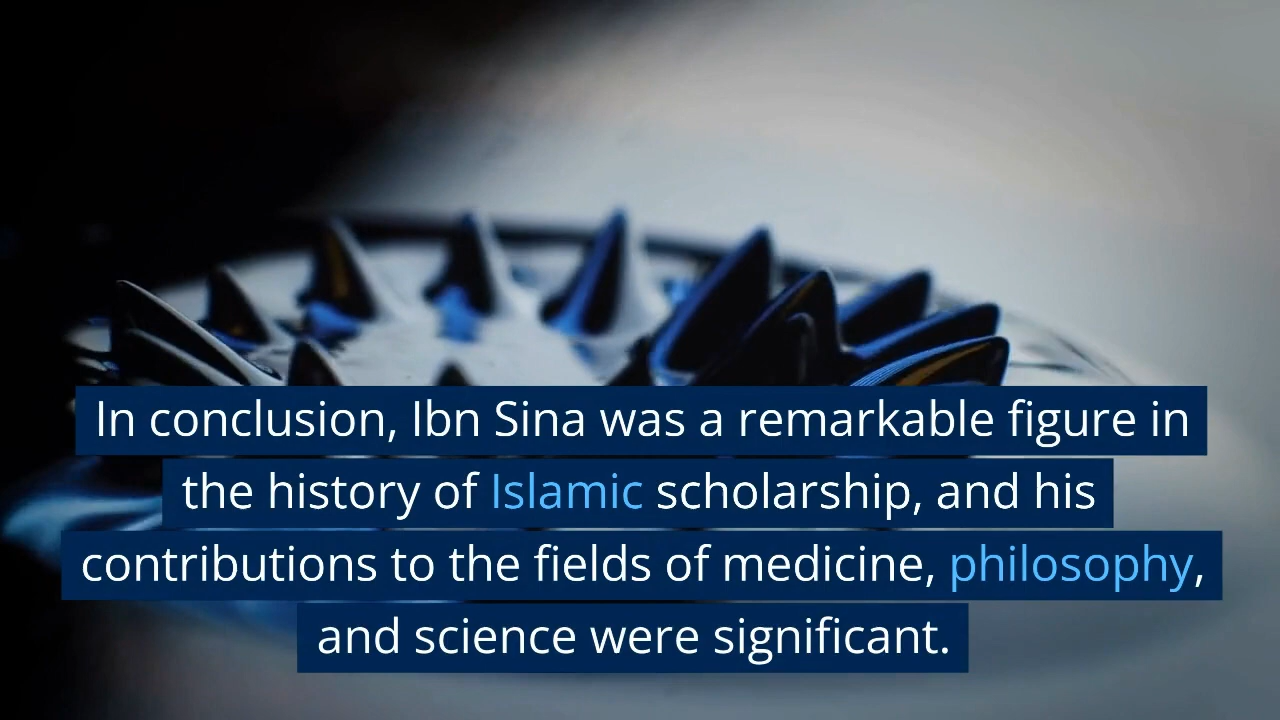 In conclusion, Ibn Sina was a remarkable figure in
the history of Islamic scholarship, and his
contributions to the fields of medicine, philosophy,
and science were significant.